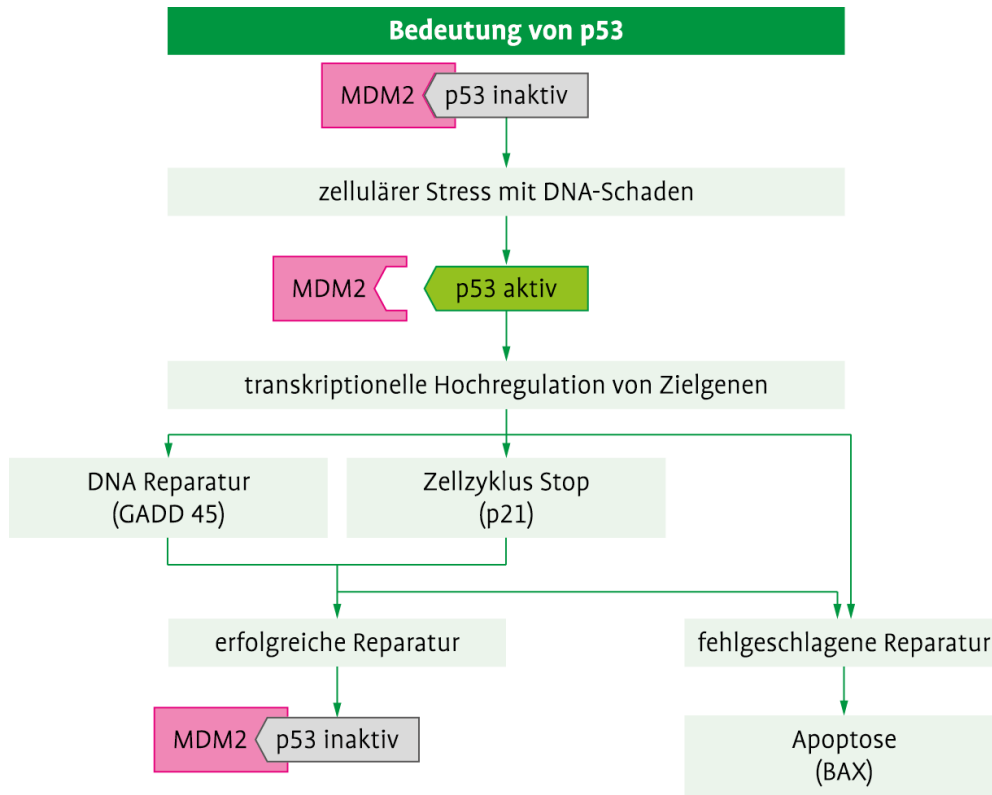 Bedeutung von p53
MDM2
p53 inaktiv
zellulärer Stress mit DNA-Schaden
MDM2
p53 aktiv
transkriptionelle Hochregulation von Zielgenen
DNA Reparatur
(GADD 45)
Zellzyklus Stop
(p21)
erfolgreiche Reparatur
fehlgeschlagene Reparatur
MDM2
p53 inaktiv
Apoptose
(BAX)